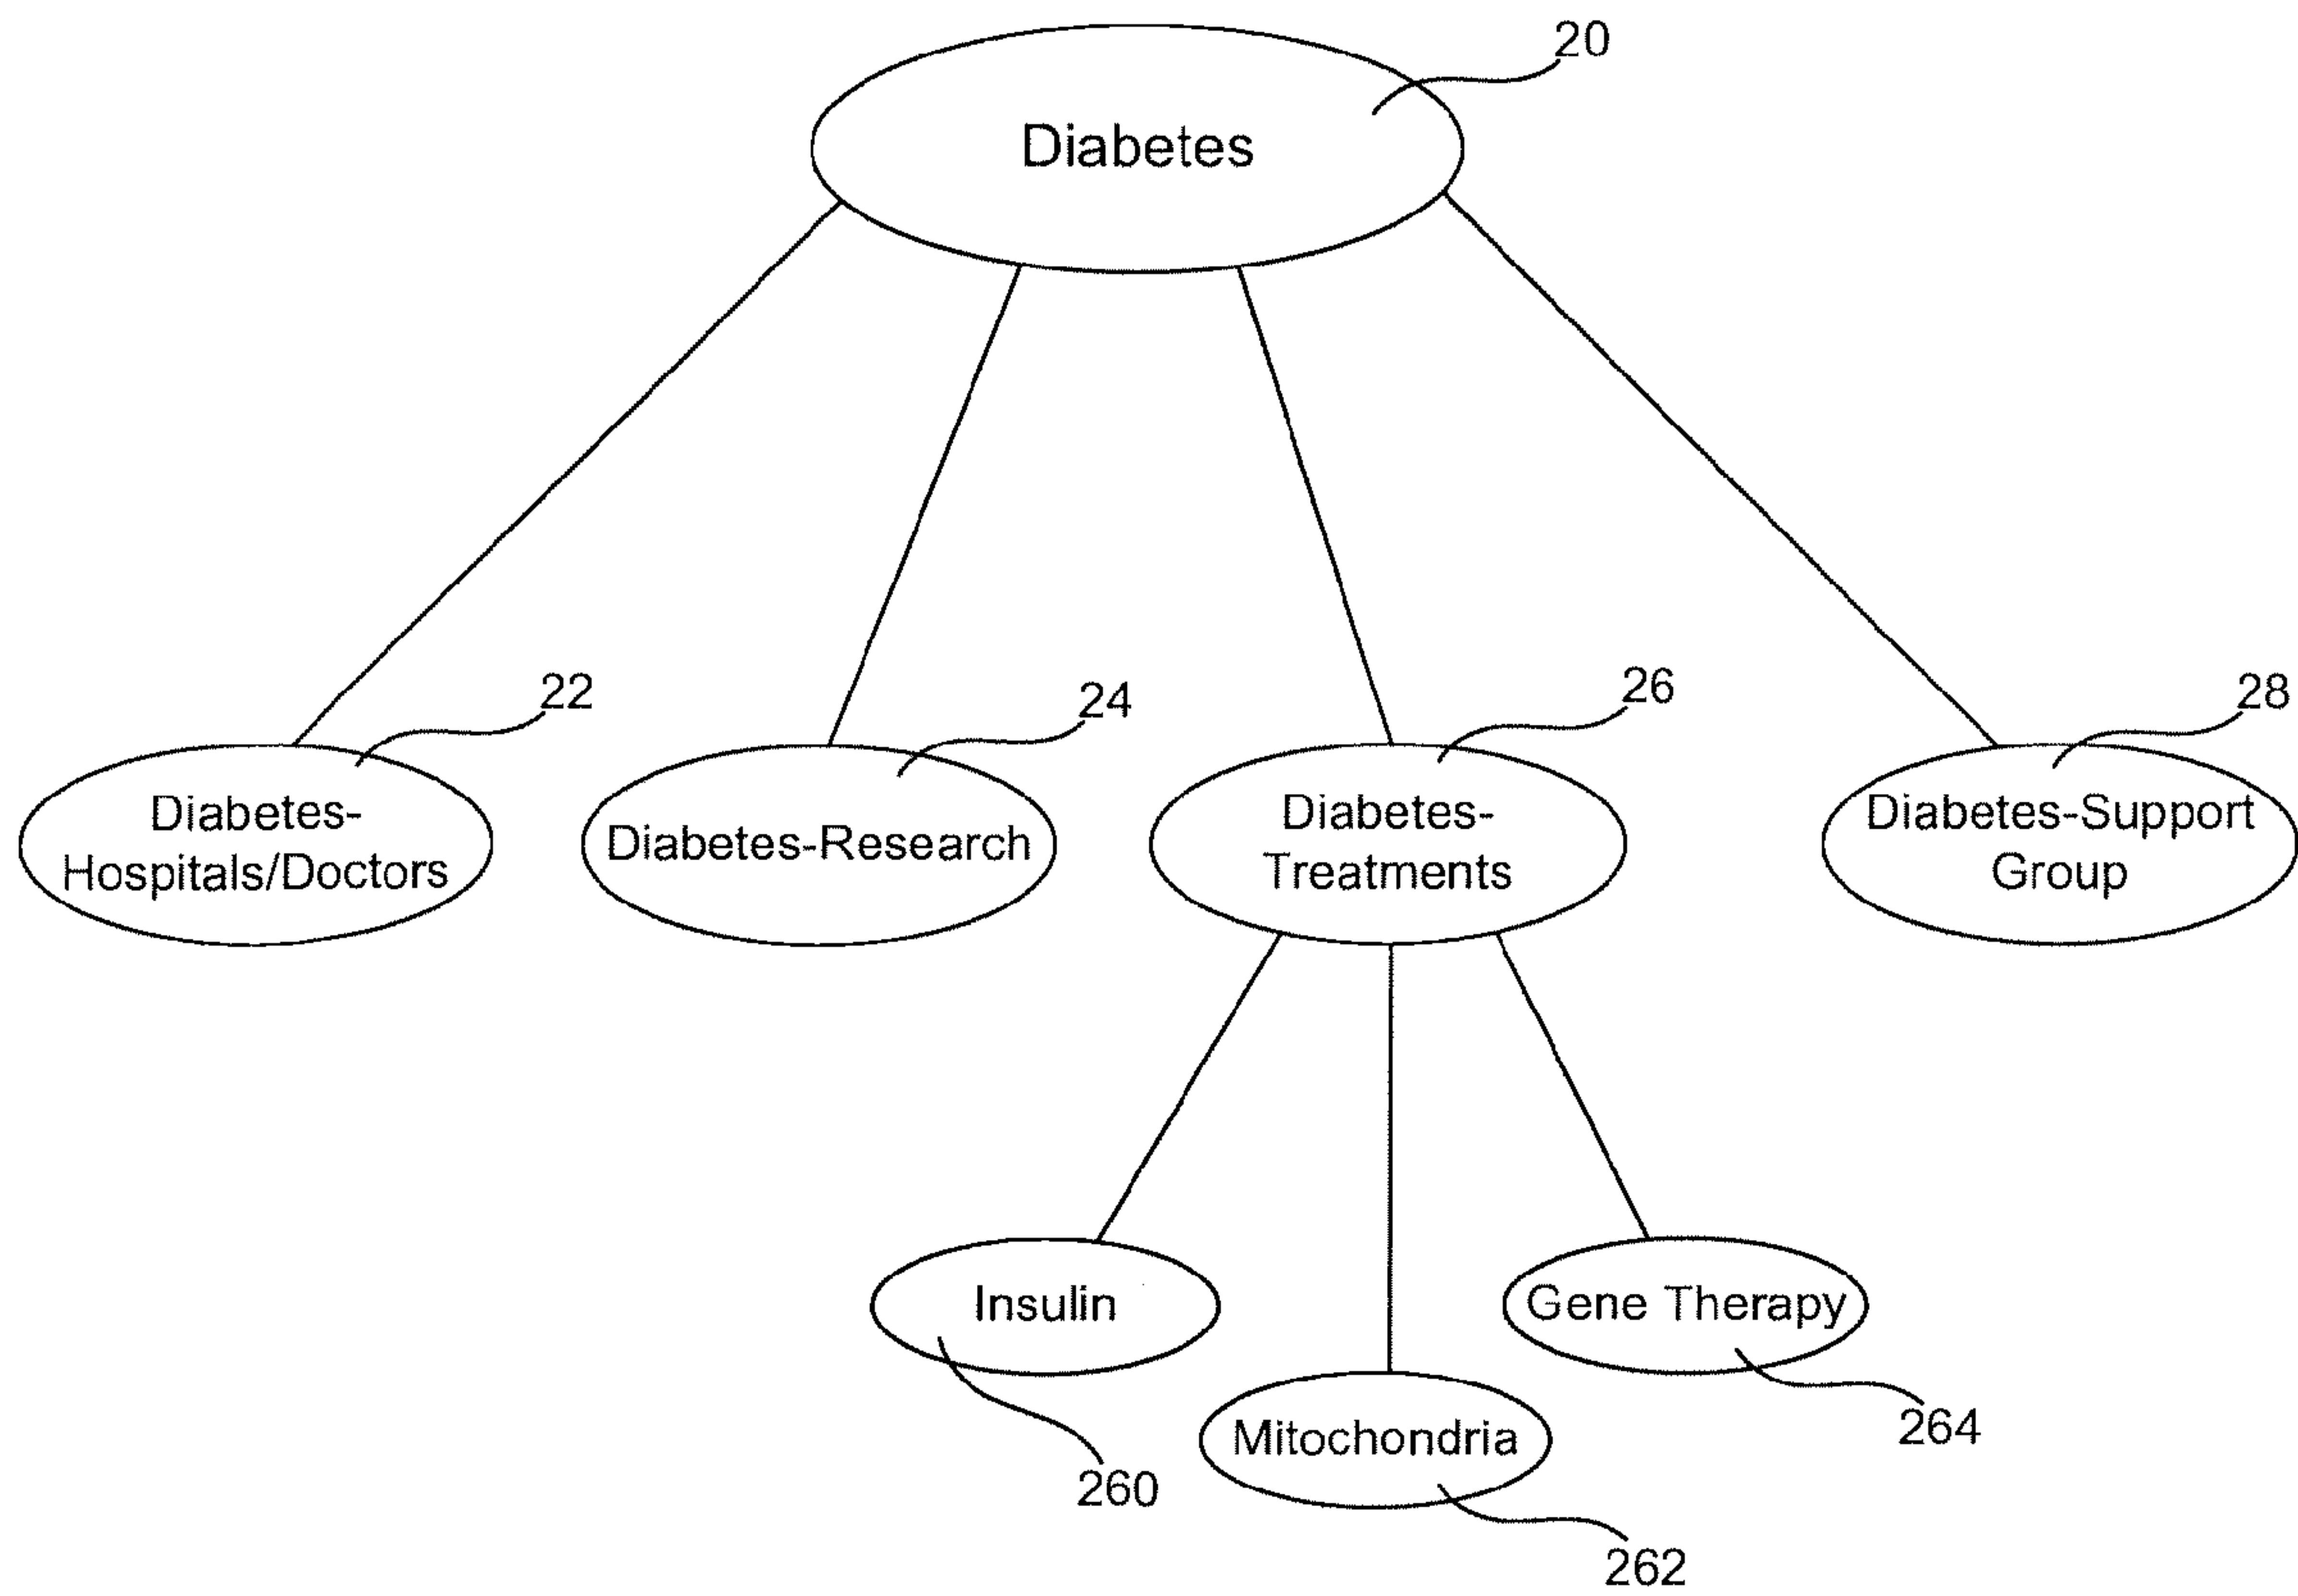 20
Diabetes
22
24
26
28
Diabetes-
Hospitals/Doctors
Diabetes-Research
Diabetes-
Treatments
Diabetes-Support
Group
Insulin
Gene Therapy
264
Mitochondria
260
262